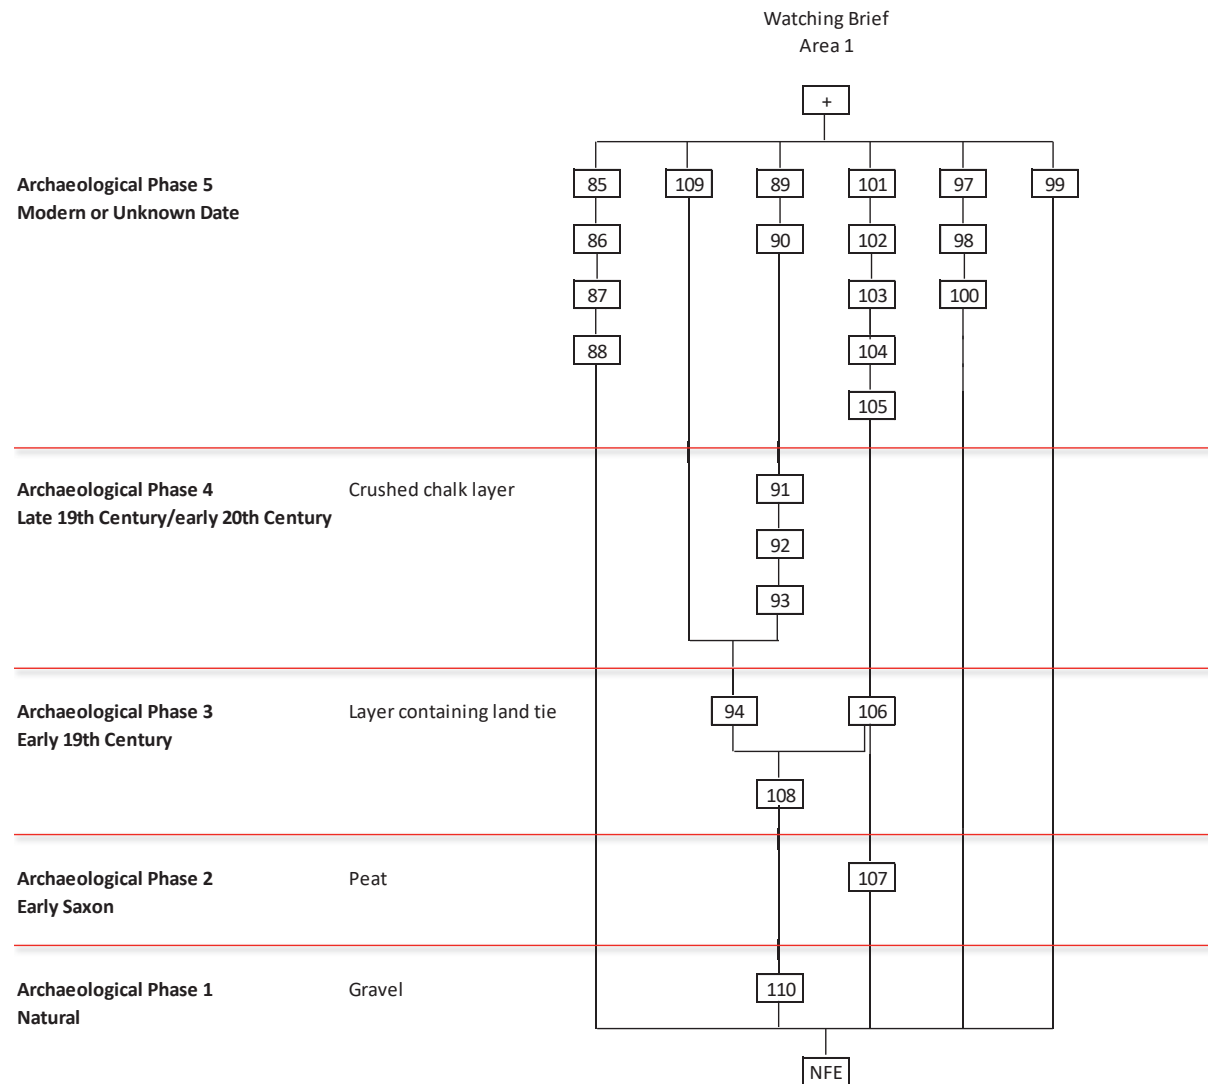 Watching Brief
Area 1
+
Archaeological Phase 5
Modern or Unknown Date
85 109 89 101 97 99
86 90 102 98
87 103 100
88 104
105
Archaeological Phase 4 Crushed chalk layer 91
Late 19th Century/early 20th Century
92
93
Archaeological Phase 3 Layer containing land tie 94 106
Early 19th Century
108
Archaeological Phase 2 Peat 107
Early Saxon
Archaeological Phase 1 Gravel 110
Natural
NFE